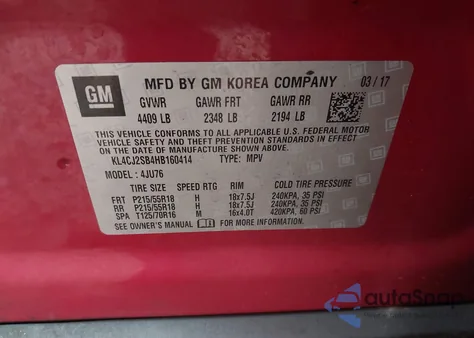 GM
MFD BY GM KOREA COMPANY 03/17
GVWR GAWR FRT GAWR RR
4409 LB 2348 LB 2194 LB
THIS VEHICLE CONFORMS TO ALL APPLICABLE U.S. FEDERAL MOTOR
VEHICLE SAFETY AND THEFT PREVENTION STANDARDS IN EFFECT ON
THE DATE OF MANUFACTURE SHOWN ABOVE.
KL4CJ2SB4HB160414 TYPE: MPV
MODEL: 4JU76
TIRE SIZE SPEED RTG RIM COLD TIRE PRESSURE
FRT P215/55R18 H 18x7.5J 240KPA, 35 PSI
RR P215/55R18 H 18x7.5J 240KPA, 35 PSI
SPA T125/70R16 M 16x4.0T 420KPA, 60 PSI
SEE OWNER'S MANUAL FOR MORE INFORMATION.
autoSnap